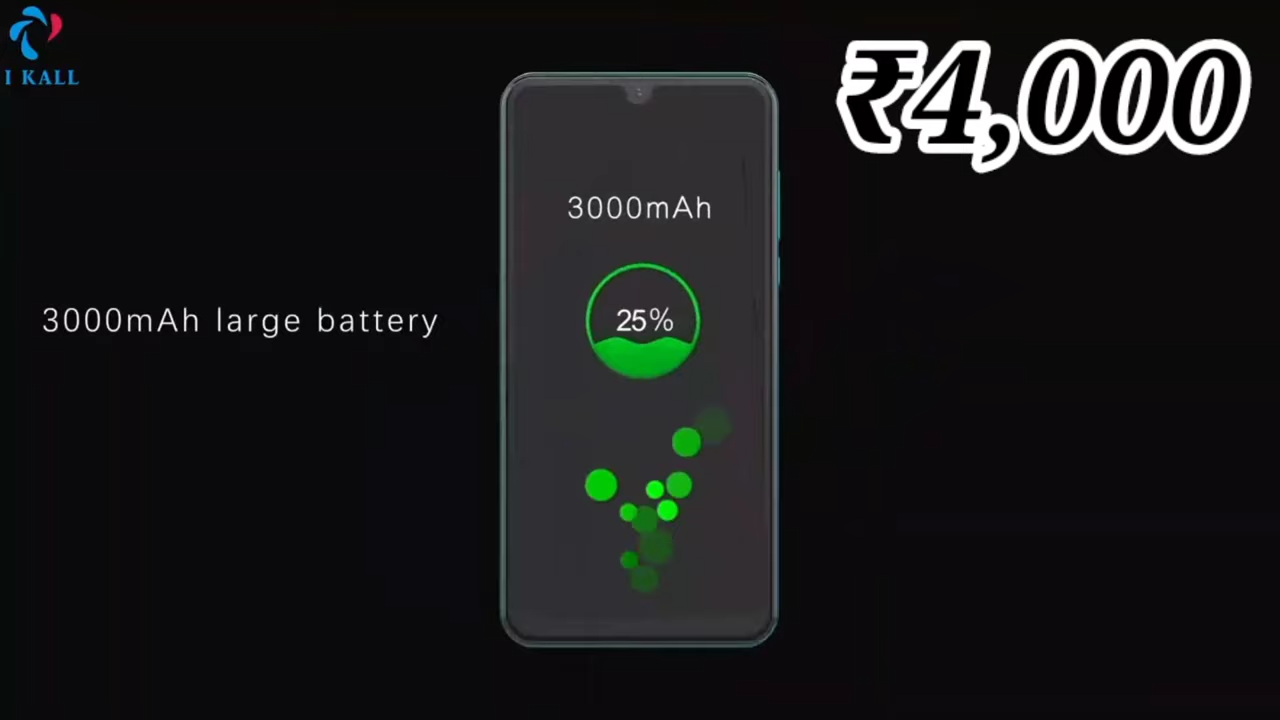 I KALL
₹4,000
3000mAh
25%
3000mAh large battery